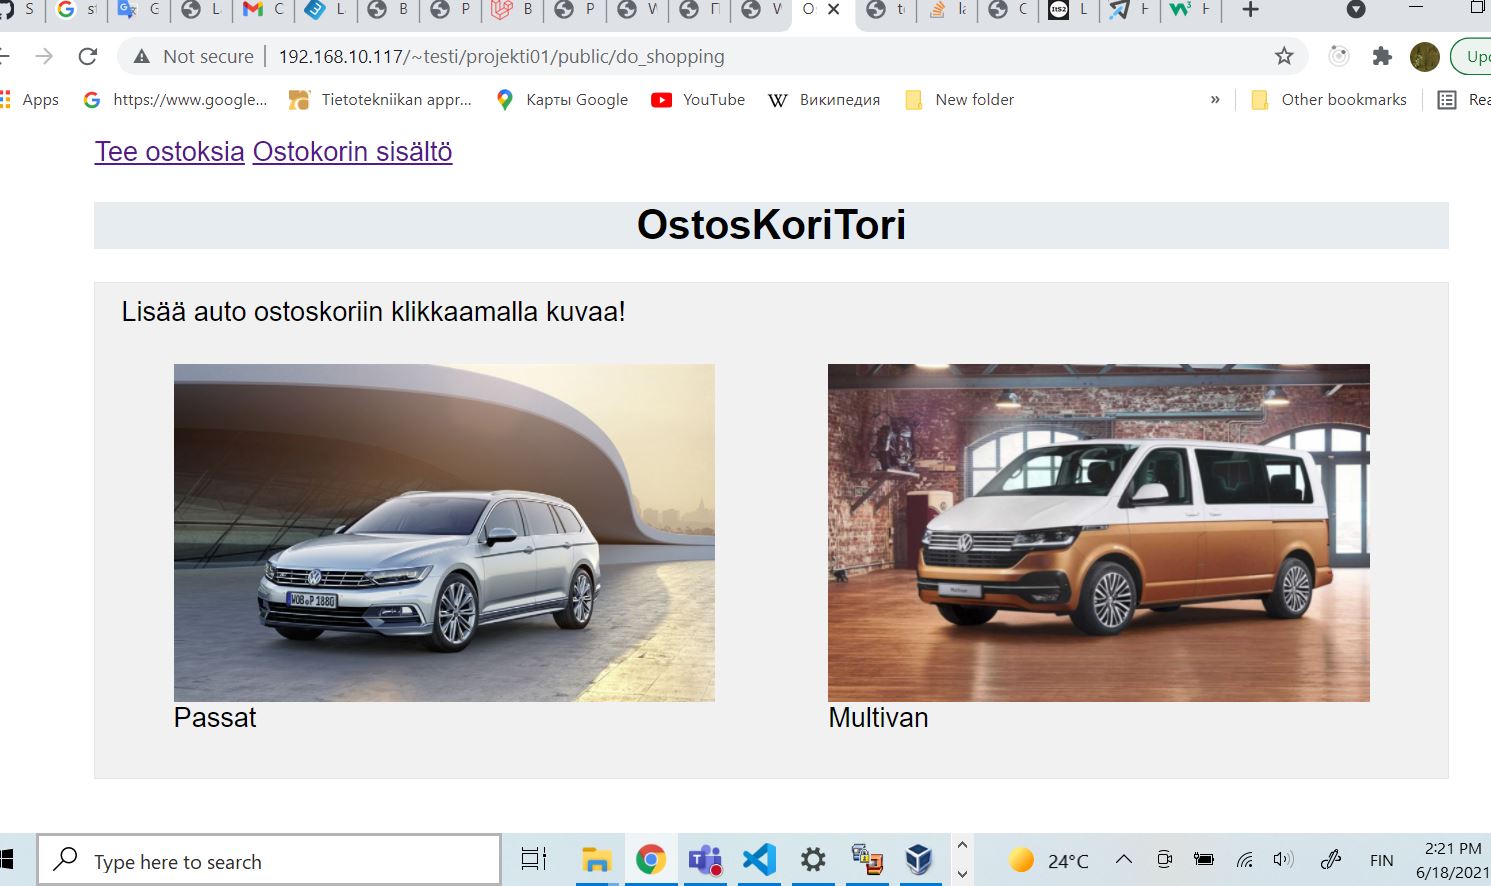 Not secure 192.168.10.117/~testi/projekti01/public/do_shopping
Apps https://www.google... Tietotekniikan appr... Карты Google YouTube Википедия New folder » Other bookmarks
Tee ostoksia Ostokorin sisältö
OstosKoriTori
Lisää auto ostoskoriin klikkaamalla kuvaa!
WOB P 1880
Multivan
Passat
Multivan
Type here to search
24°C
FIN
2:21 PM
6/18/2021